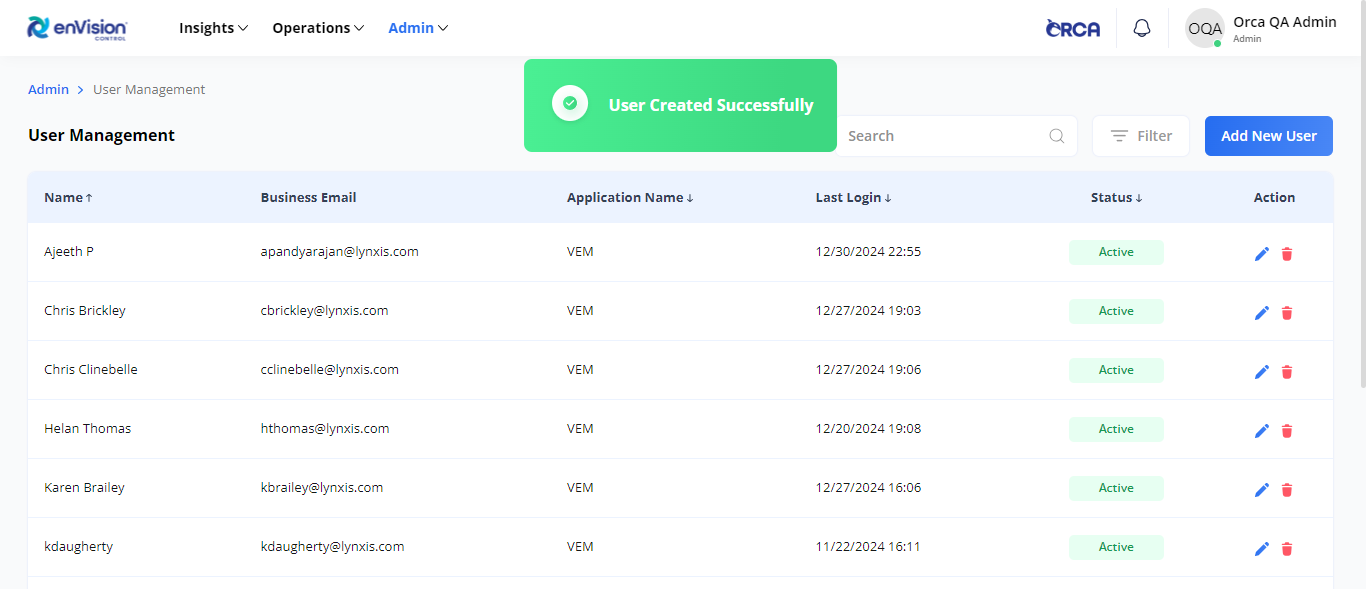 enVision Insights Operations Admin ORCA OQA Orca QA Admin
CONTROL Admin
Admin > User Management
User Created Successfully
User Management Search Filter Add New User
Name↑ Business Email Application Name↓ Last Login↓ Status↓ Action
Ajeeth P apandyarajan@lynxis.com VEM 12/30/2024 22:55 Active
Chris Brickley cbrickley@lynxis.com VEM 12/27/2024 19:03 Active
Chris Clinebelle cclinebelle@lynxis.com VEM 12/27/2024 19:06 Active
Helan Thomas hthomas@lynxis.com VEM 12/20/2024 19:08 Active
Karen Brailey kbrailey@lynxis.com VEM 12/27/2024 16:06 Active
kdaugherty kdaugherty@lynxis.com VEM 11/22/2024 16:11 Active